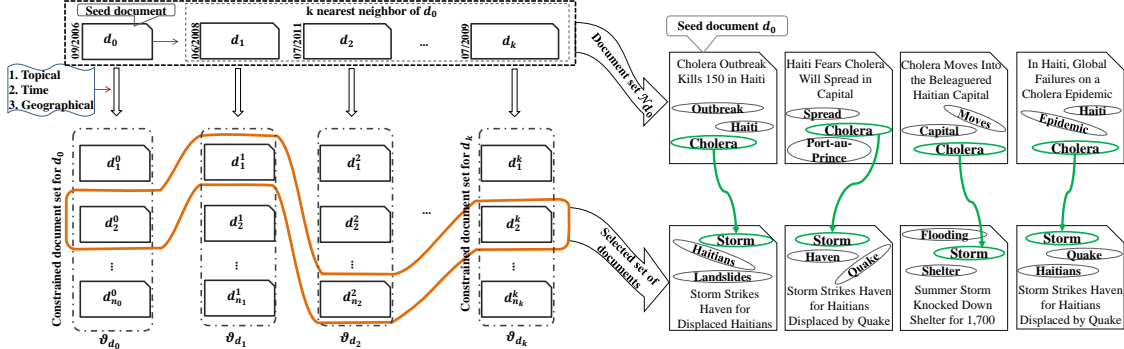 Seed document
k nearest neighbor of d₀
09/2006
d₀
06/2008
d₁
07/2011
d₂
...
07/2009
dₖ
1. Topical
2. Time
3. Geographical
Document set 𝒩d₀
Constrained document set for d₀
d⁰₁
d⁰₂
⋮
d⁰ₙ₀
ϑd₀
d¹₁
d¹₂
⋮
d¹ₙ₁
ϑd₁
d²₁
d²₂
⋮
d²ₙ₂
ϑd₂
...
Constrained document set for dₖ
dᵏ₁
dᵏ₂
⋮
dᵏₙₖ
ϑdₖ
Selected set of
documents
Seed document d₀
Cholera Outbreak
Kills 150 in Haiti
Outbreak
Haiti
Cholera
Haiti Fears Cholera
Will Spread in
Capital
Spread
Cholera
Port-au-
Prince
Cholera Moves Into
the Beleaguered
Haitian Capital
Moves
Capital
Cholera
In Haiti, Global
Failures on a
Cholera Epidemic
Haiti
Epidemic
Cholera
Storm
Haitians
Landslides
Storm Strikes
Haven for
Displaced Haitians
Storm
Haven
Quake
Storm Strikes Haven
for Haitians
Displaced by Quake
Flooding
Storm
Shelter
Summer Storm
Knocked Down
Shelter for 1,700
Storm
Quake
Haitians
Storm Strikes Haven
for Haitians
Displaced by Quake